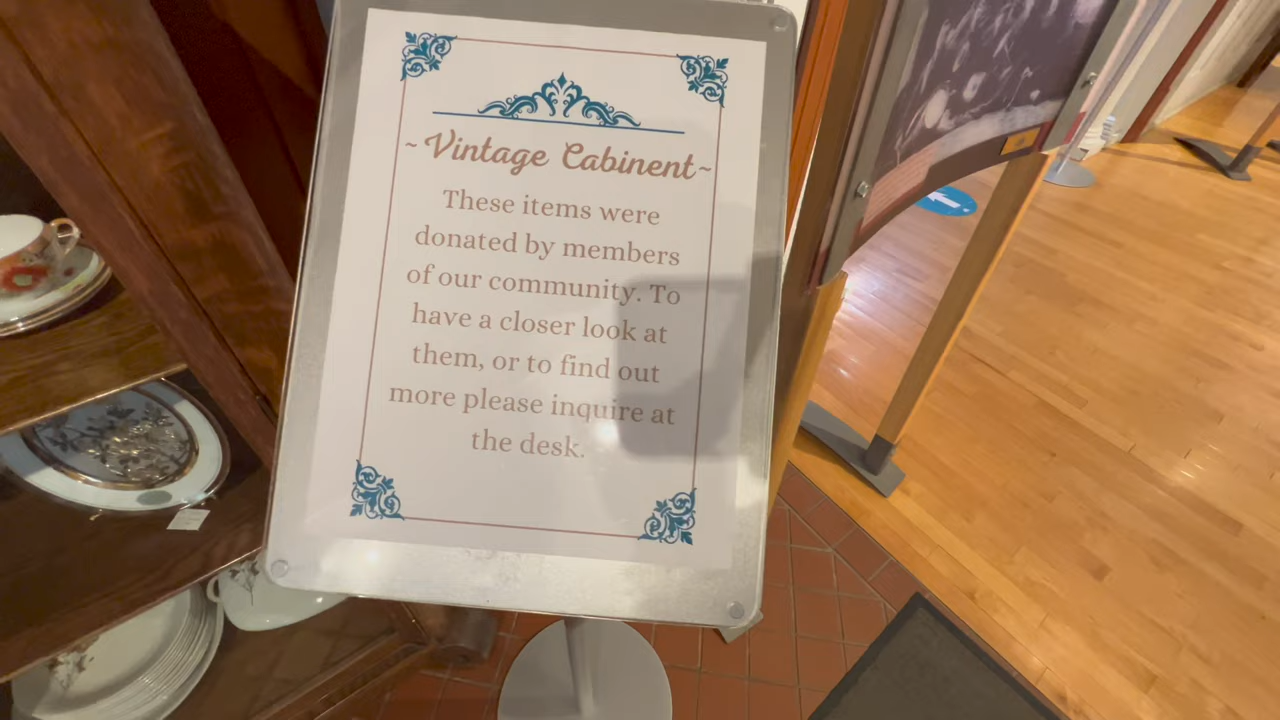 ~Vintage Cabinent~
These items were
donated by members
of our community. To
have a closer look at
them, or to find out
more please inquire at
the desk.